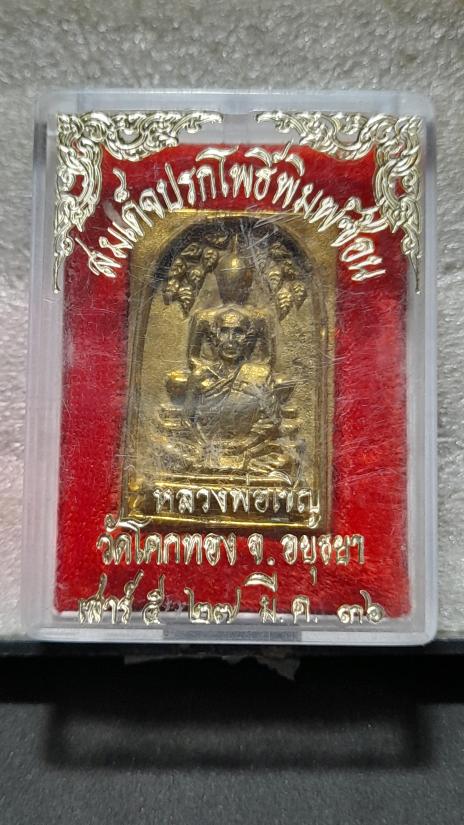 สมเด็จปรกโพธิ์พิมพ์ซ้อน
หลวงพ่อเชิญ
วัดโคกทอง จ. อยุธยา
เสาร์ ๕ ๒๗ มี.ค. ๓๖